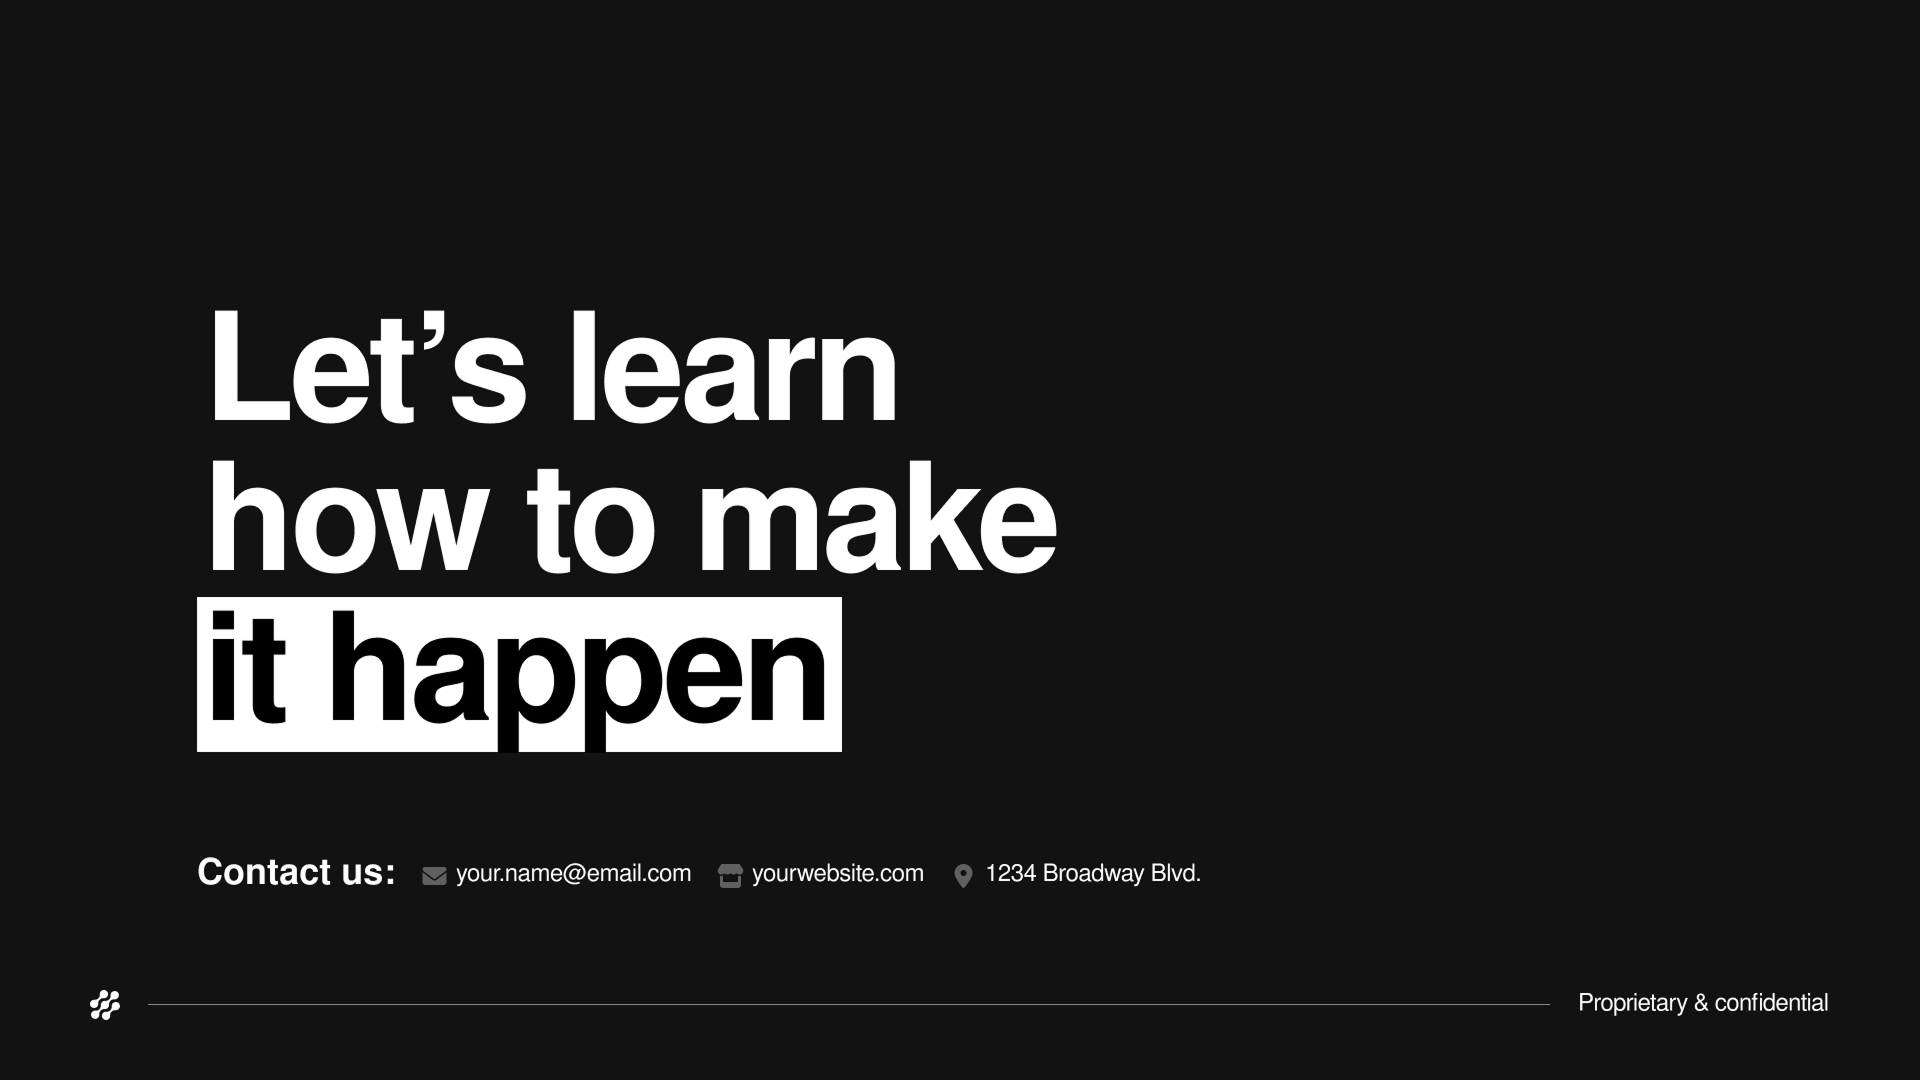 Let’s learn
how to make
it happen
Contact us: your.name@email.com yourwebsite.com 1234 Broadway Blvd.
Proprietary & confidential